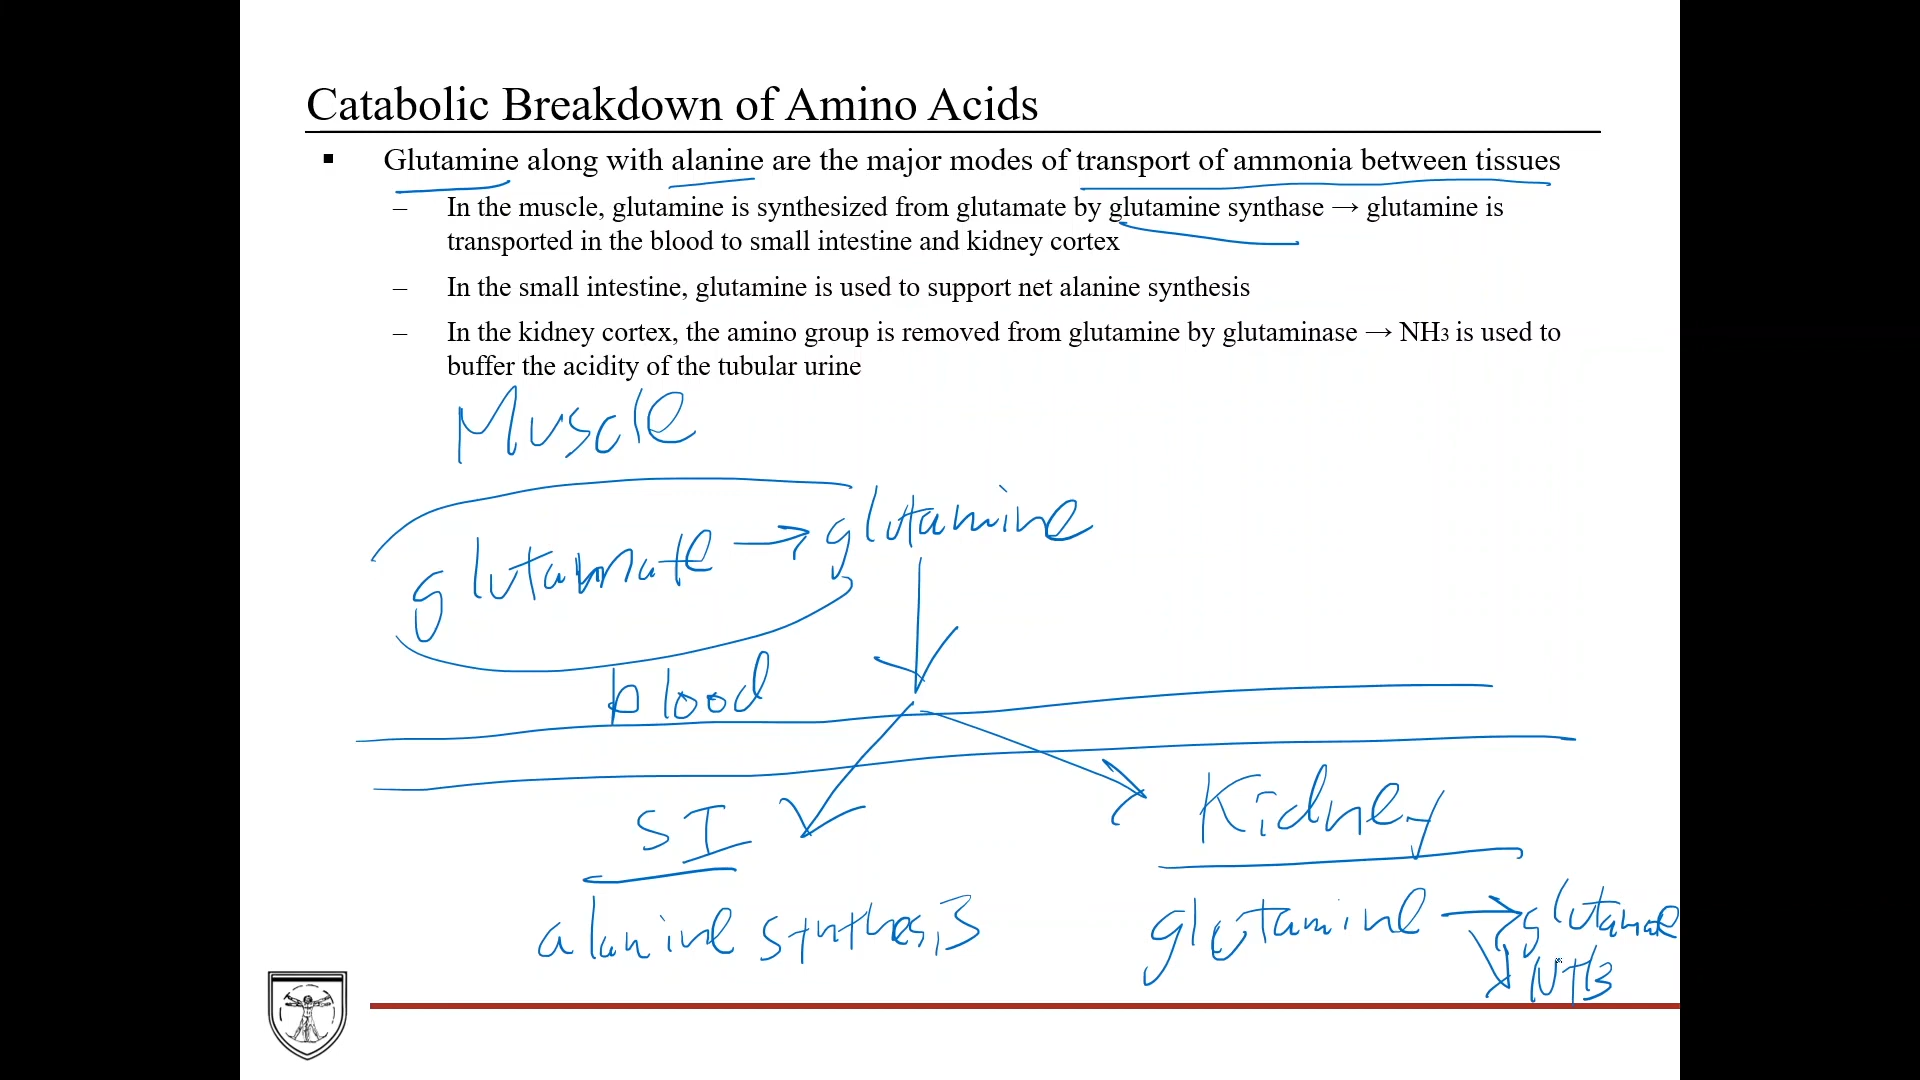 Catabolic Breakdown of Amino Acids
▪ Glutamine along with alanine are the major modes of transport of ammonia between tissues
– In the muscle, glutamine is synthesized from glutamate by glutamine synthase → glutamine is
transported in the blood to small intestine and kidney cortex
– In the small intestine, glutamine is used to support net alanine synthesis
– In the kidney cortex, the amino group is removed from glutamine by glutaminase → NH3 is used to
buffer the acidity of the tubular urine
Muscle
glutamate → glutamine
blood
SI
Kidney
alanine synthesis
glutamine → glutamate
NH3